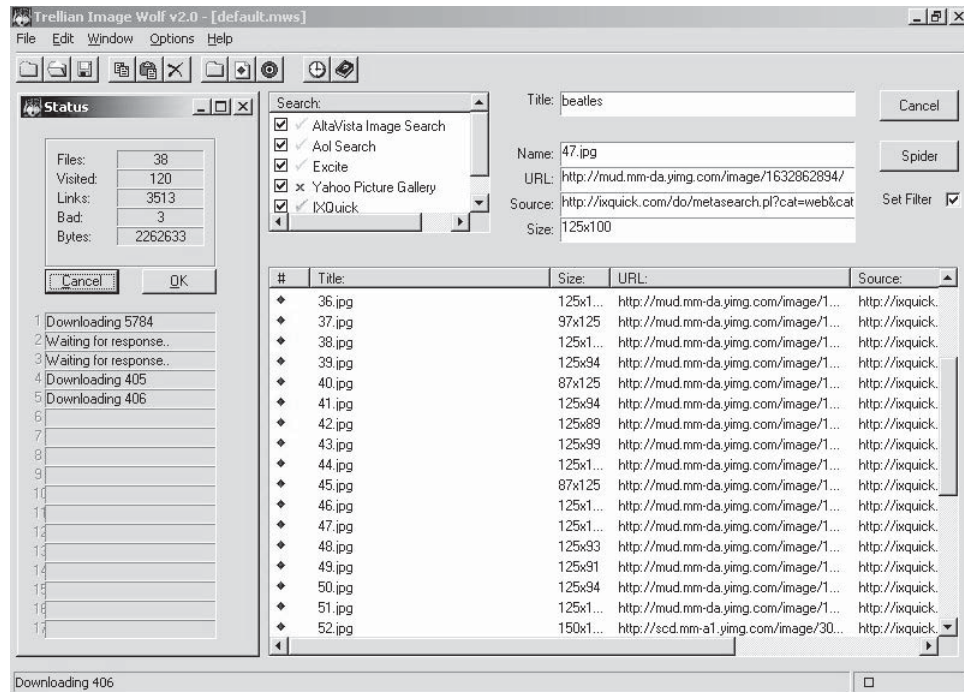 Trellian Image Wolf v2.0 - [default.mws]
File Edit Window Options Help
Status
Files: 38
Visited: 120
Links: 3513
Bad: 3
Bytes: 2262633
Cancel OK
1 Downloading 5784
2 Waiting for response..
3 Waiting for response..
4 Downloading 405
5 Downloading 406
6
7
8
9
10
11
12
13
14
15
16
17
Search:
AltaVista Image Search
Aol Search
Excite
Yahoo Picture Gallery
IXQuick
Title: beatles
Name: 47.jpg
URL: http://mud.mm-da.yimg.com/image/1632862894/
Source: http://ixquick.com/do/metasearch.pl?cat=web&cat
Size: 125x100
Cancel
Spider
Set Filter
# Title: Size: URL: Source:
36.jpg 125x1... http://mud.mm-da.yimg.com/image/1... http://ixquick.
37.jpg 97x125 http://mud.mm-da.yimg.com/image/1... http://ixquick.
38.jpg 125x1... http://mud.mm-da.yimg.com/image/1... http://ixquick.
39.jpg 125x94 http://mud.mm-da.yimg.com/image/1... http://ixquick.
40.jpg 87x125 http://mud.mm-da.yimg.com/image/1... http://ixquick.
41.jpg 125x94 http://mud.mm-da.yimg.com/image/1... http://ixquick.
42.jpg 125x89 http://mud.mm-da.yimg.com/image/1... http://ixquick.
43.jpg 125x99 http://mud.mm-da.yimg.com/image/1... http://ixquick.
44.jpg 125x1... http://mud.mm-da.yimg.com/image/1... http://ixquick.
45.jpg 87x125 http://mud.mm-da.yimg.com/image/1... http://ixquick.
46.jpg 125x1... http://mud.mm-da.yimg.com/image/1... http://ixquick.
47.jpg 125x1... http://mud.mm-da.yimg.com/image/1... http://ixquick.
48.jpg 125x93 http://mud.mm-da.yimg.com/image/1... http://ixquick.
49.jpg 125x91 http://mud.mm-da.yimg.com/image/1... http://ixquick.
50.jpg 125x94 http://mud.mm-da.yimg.com/image/1... http://ixquick.
51.jpg 125x1... http://mud.mm-da.yimg.com/image/1... http://ixquick.
52.jpg 150x1... http://scd.mm-a1.yimg.com/image/30... http://ixquick.
Downloading 406